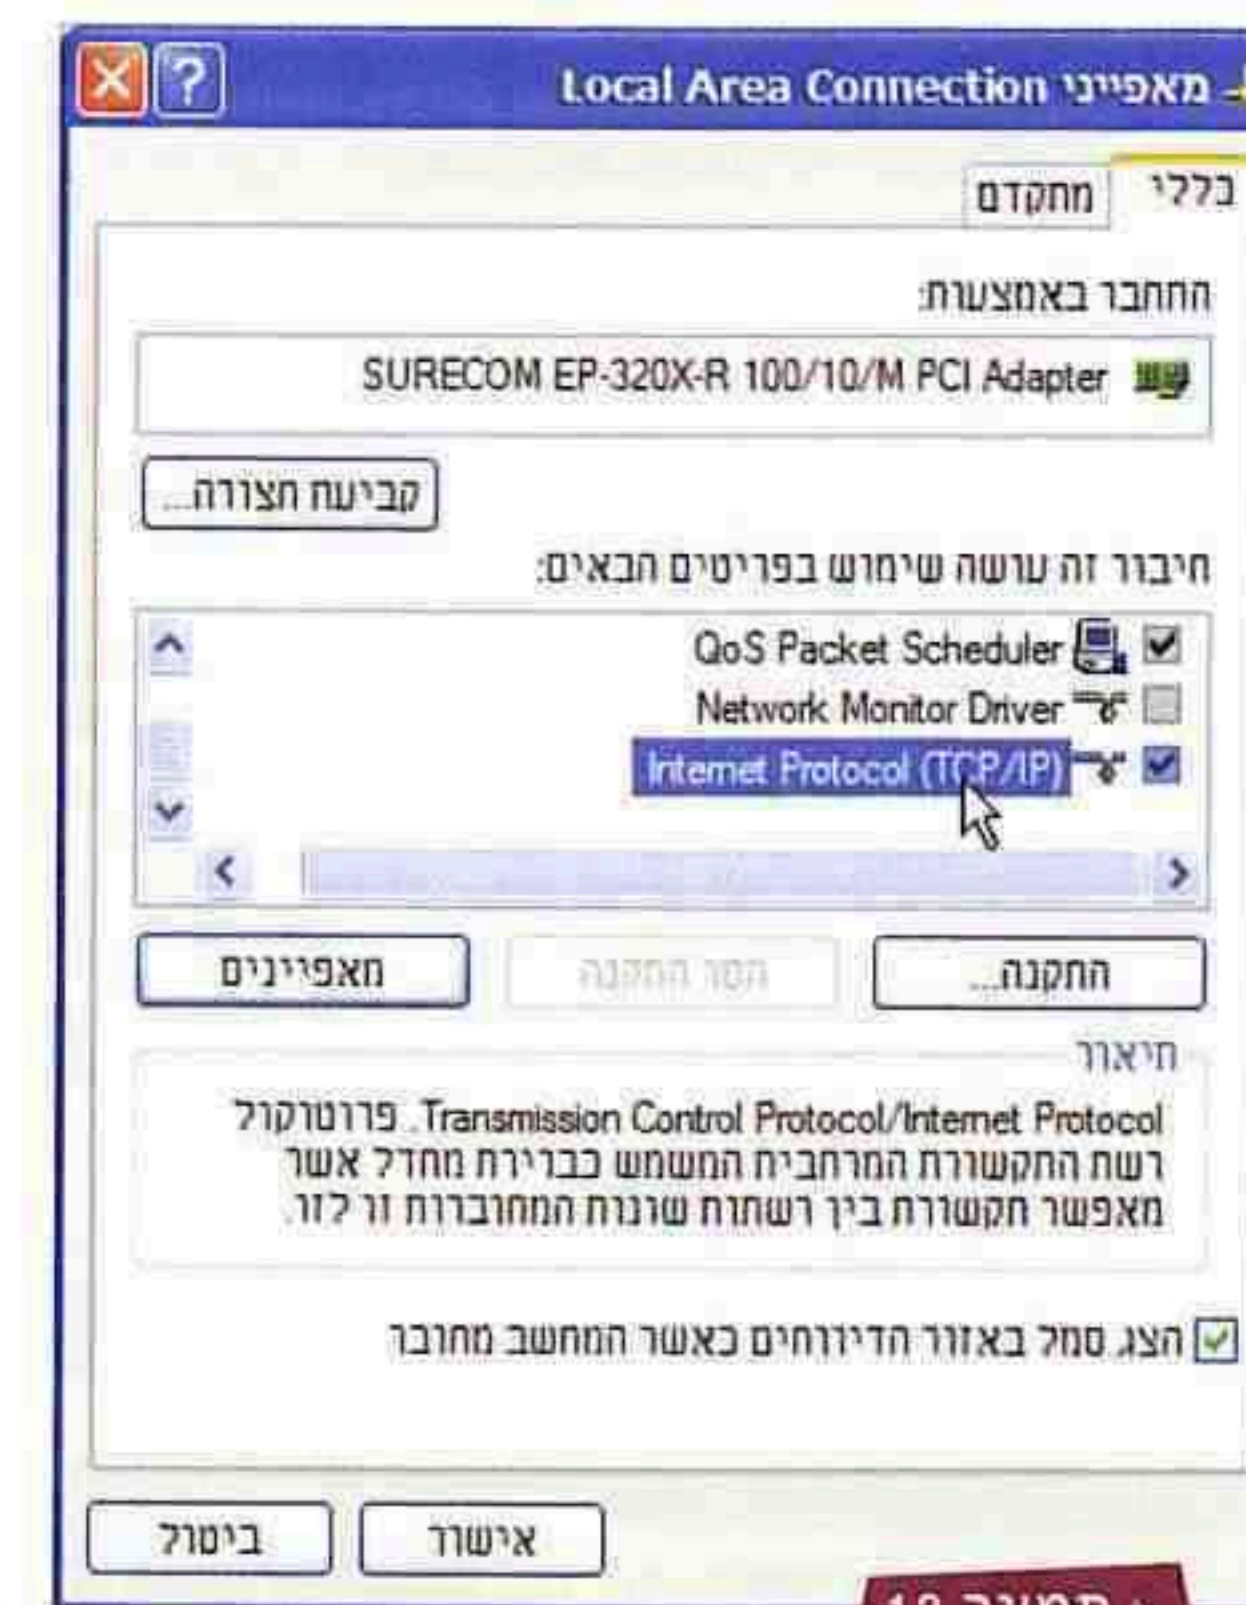 מאפייני Local Area Connection
כללי
מתקדם
התחבר באמצעות:
SURECOM EP-320X-R 100/10/M PCI Adapter
קביעת תצורה...
חיבור זה עושה שימוש בפריטים הבאים:
QoS Packet Scheduler
Network Monitor Driver
Internet Protocol (TCP/IP)
התקנה...
הסר התקנה
מאפיינים
תיאור
Transmission Control Protocol/Internet Protocol. פרוטוקול
רשת התקשורת המרחבית המשמש כברירת מחדל אשר
מאפשר תקשורת בין רשתות שונות המחוברות זו לזו.
הצג סמל באזור הדיווחים כאשר המחשב מחובר
אישור
ביטול